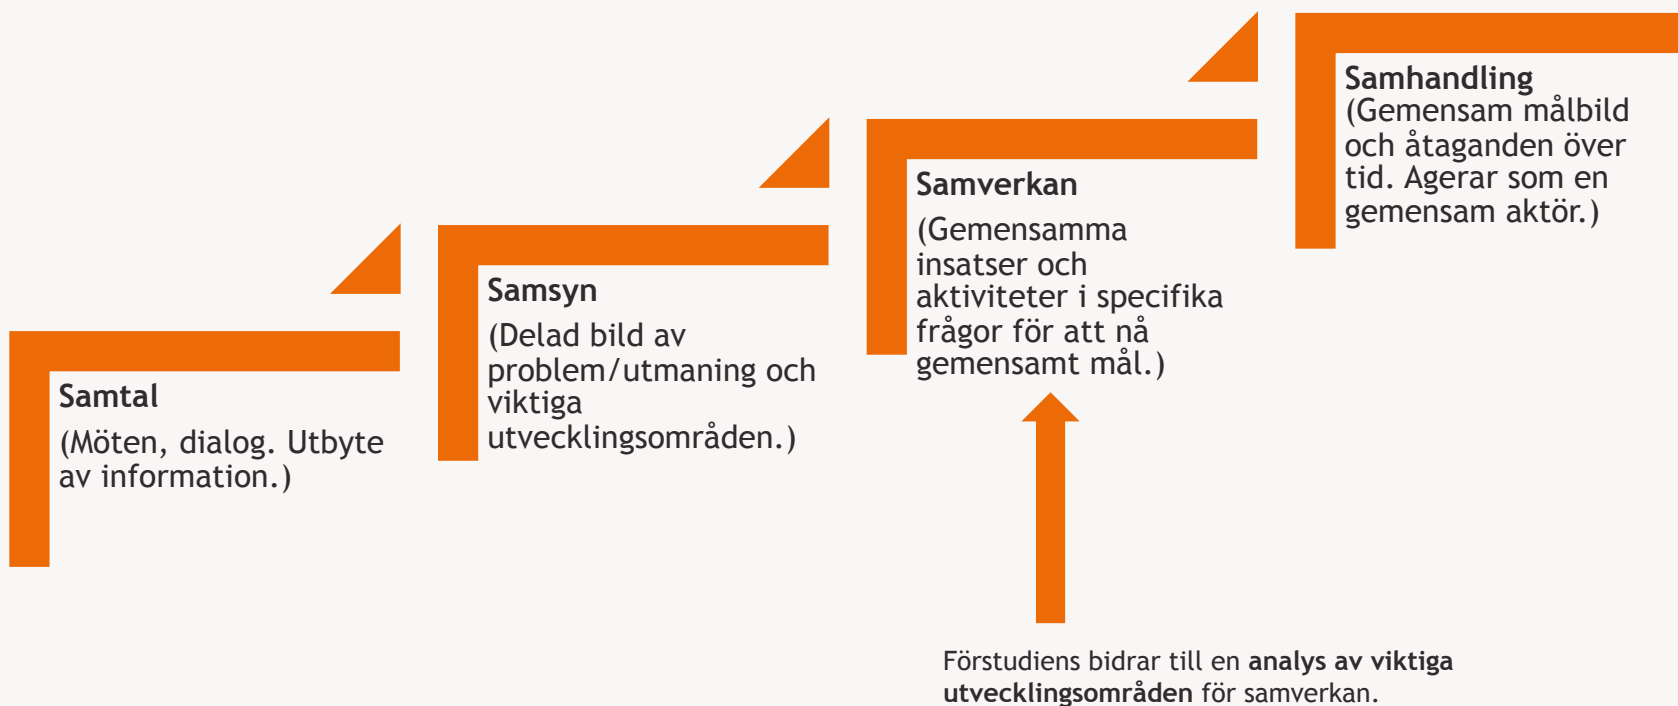 Samtal
(Möten, dialog. Utbyte
av information.)
Samsyn
(Delad bild av
problem/utmaning och
viktiga
utvecklingsområden.)
Samverkan
(Gemensamma
insatser och
aktiviteter i specifika
frågor för att nå
gemensamt mål.)
Samhandling
(Gemensam målbild
och åtaganden över
tid. Agerar som en
gemensam aktör.)
Förstudiens bidrar till en analys av viktiga
utvecklingsområden för samverkan.